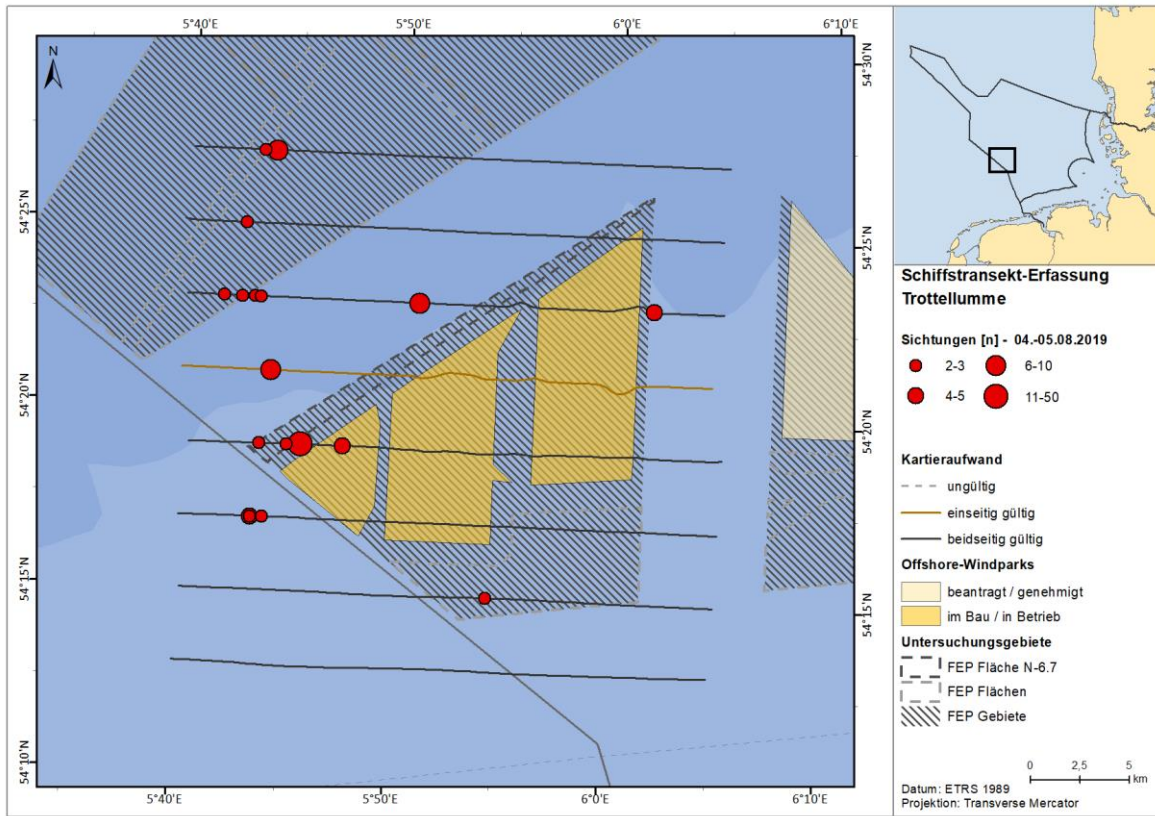 5°40'E 5°50'E 6°0'E 6°10'E
N
54°30'N
54°25'N
54°25'N
54°20'N
54°20'N
54°15'N
54°15'N
54°10'N
5°40'E 5°50'E 6°0'E 6°10'E
Schiffstransekt-Erfassung
Trottellumme
Sichtungen [n] - 04.-05.08.2019
2-3 6-10
4-5 11-50
Kartieraufwand
ungültig
einseitig gültig
beidseitig gültig
Offshore-Windparks
beantragt / genehmigt
im Bau / in Betrieb
Untersuchungsgebiete
FEP Fläche N-6.7
FEP Flächen
FEP Gebiete
0 2,5 5
km
Datum: ETRS 1989
Projektion: Transverse Mercator